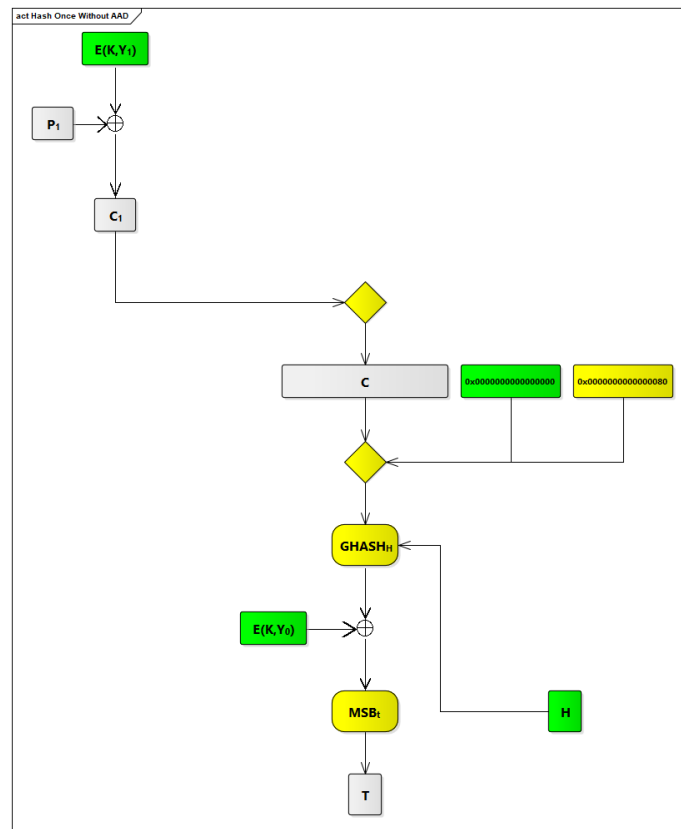 act Hash Once Without AAD
E(K,Y₁)
P₁
C₁
C
0x0000000000000000
0x0000000000000080
GHASHₕ
E(K,Y₀)
MSBₜ
H
T